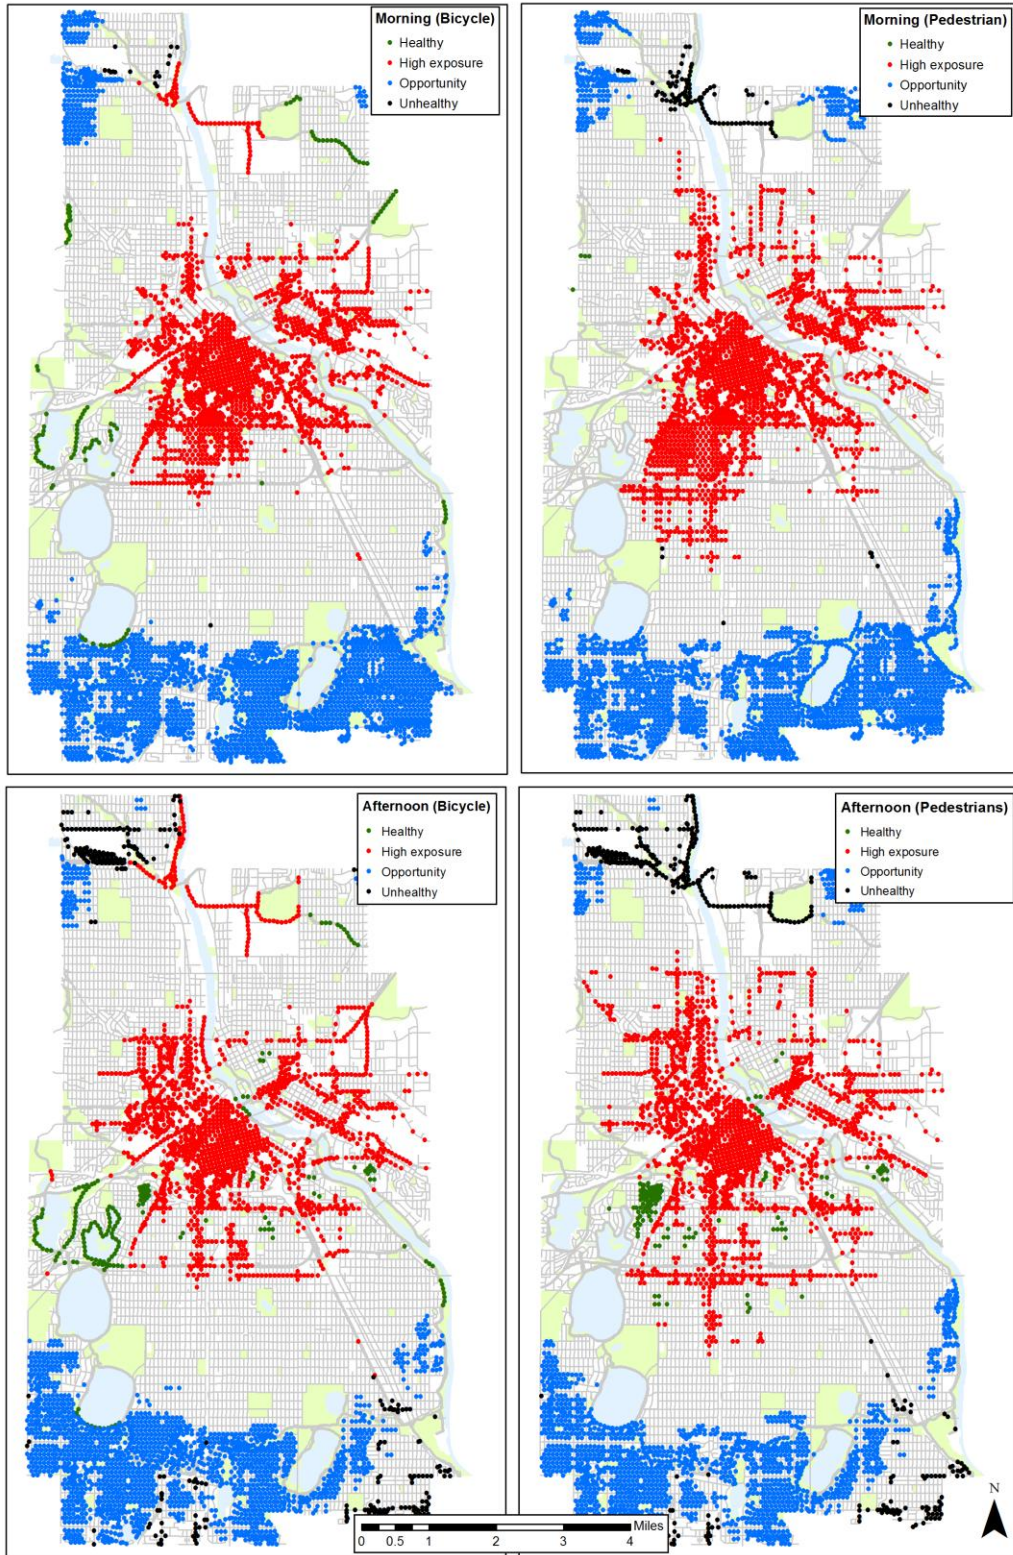 Morning (Bicycle)
Healthy
High exposure
Opportunity
Unhealthy
Morning (Pedestrian)
Healthy
High exposure
Opportunity
Unhealthy
Afternoon (Bicycle)
Healthy
High exposure
Opportunity
Unhealthy
Afternoon (Pedestrians)
Healthy
High exposure
Opportunity
Unhealthy
N
Miles
0 0.5 1 2 3 4